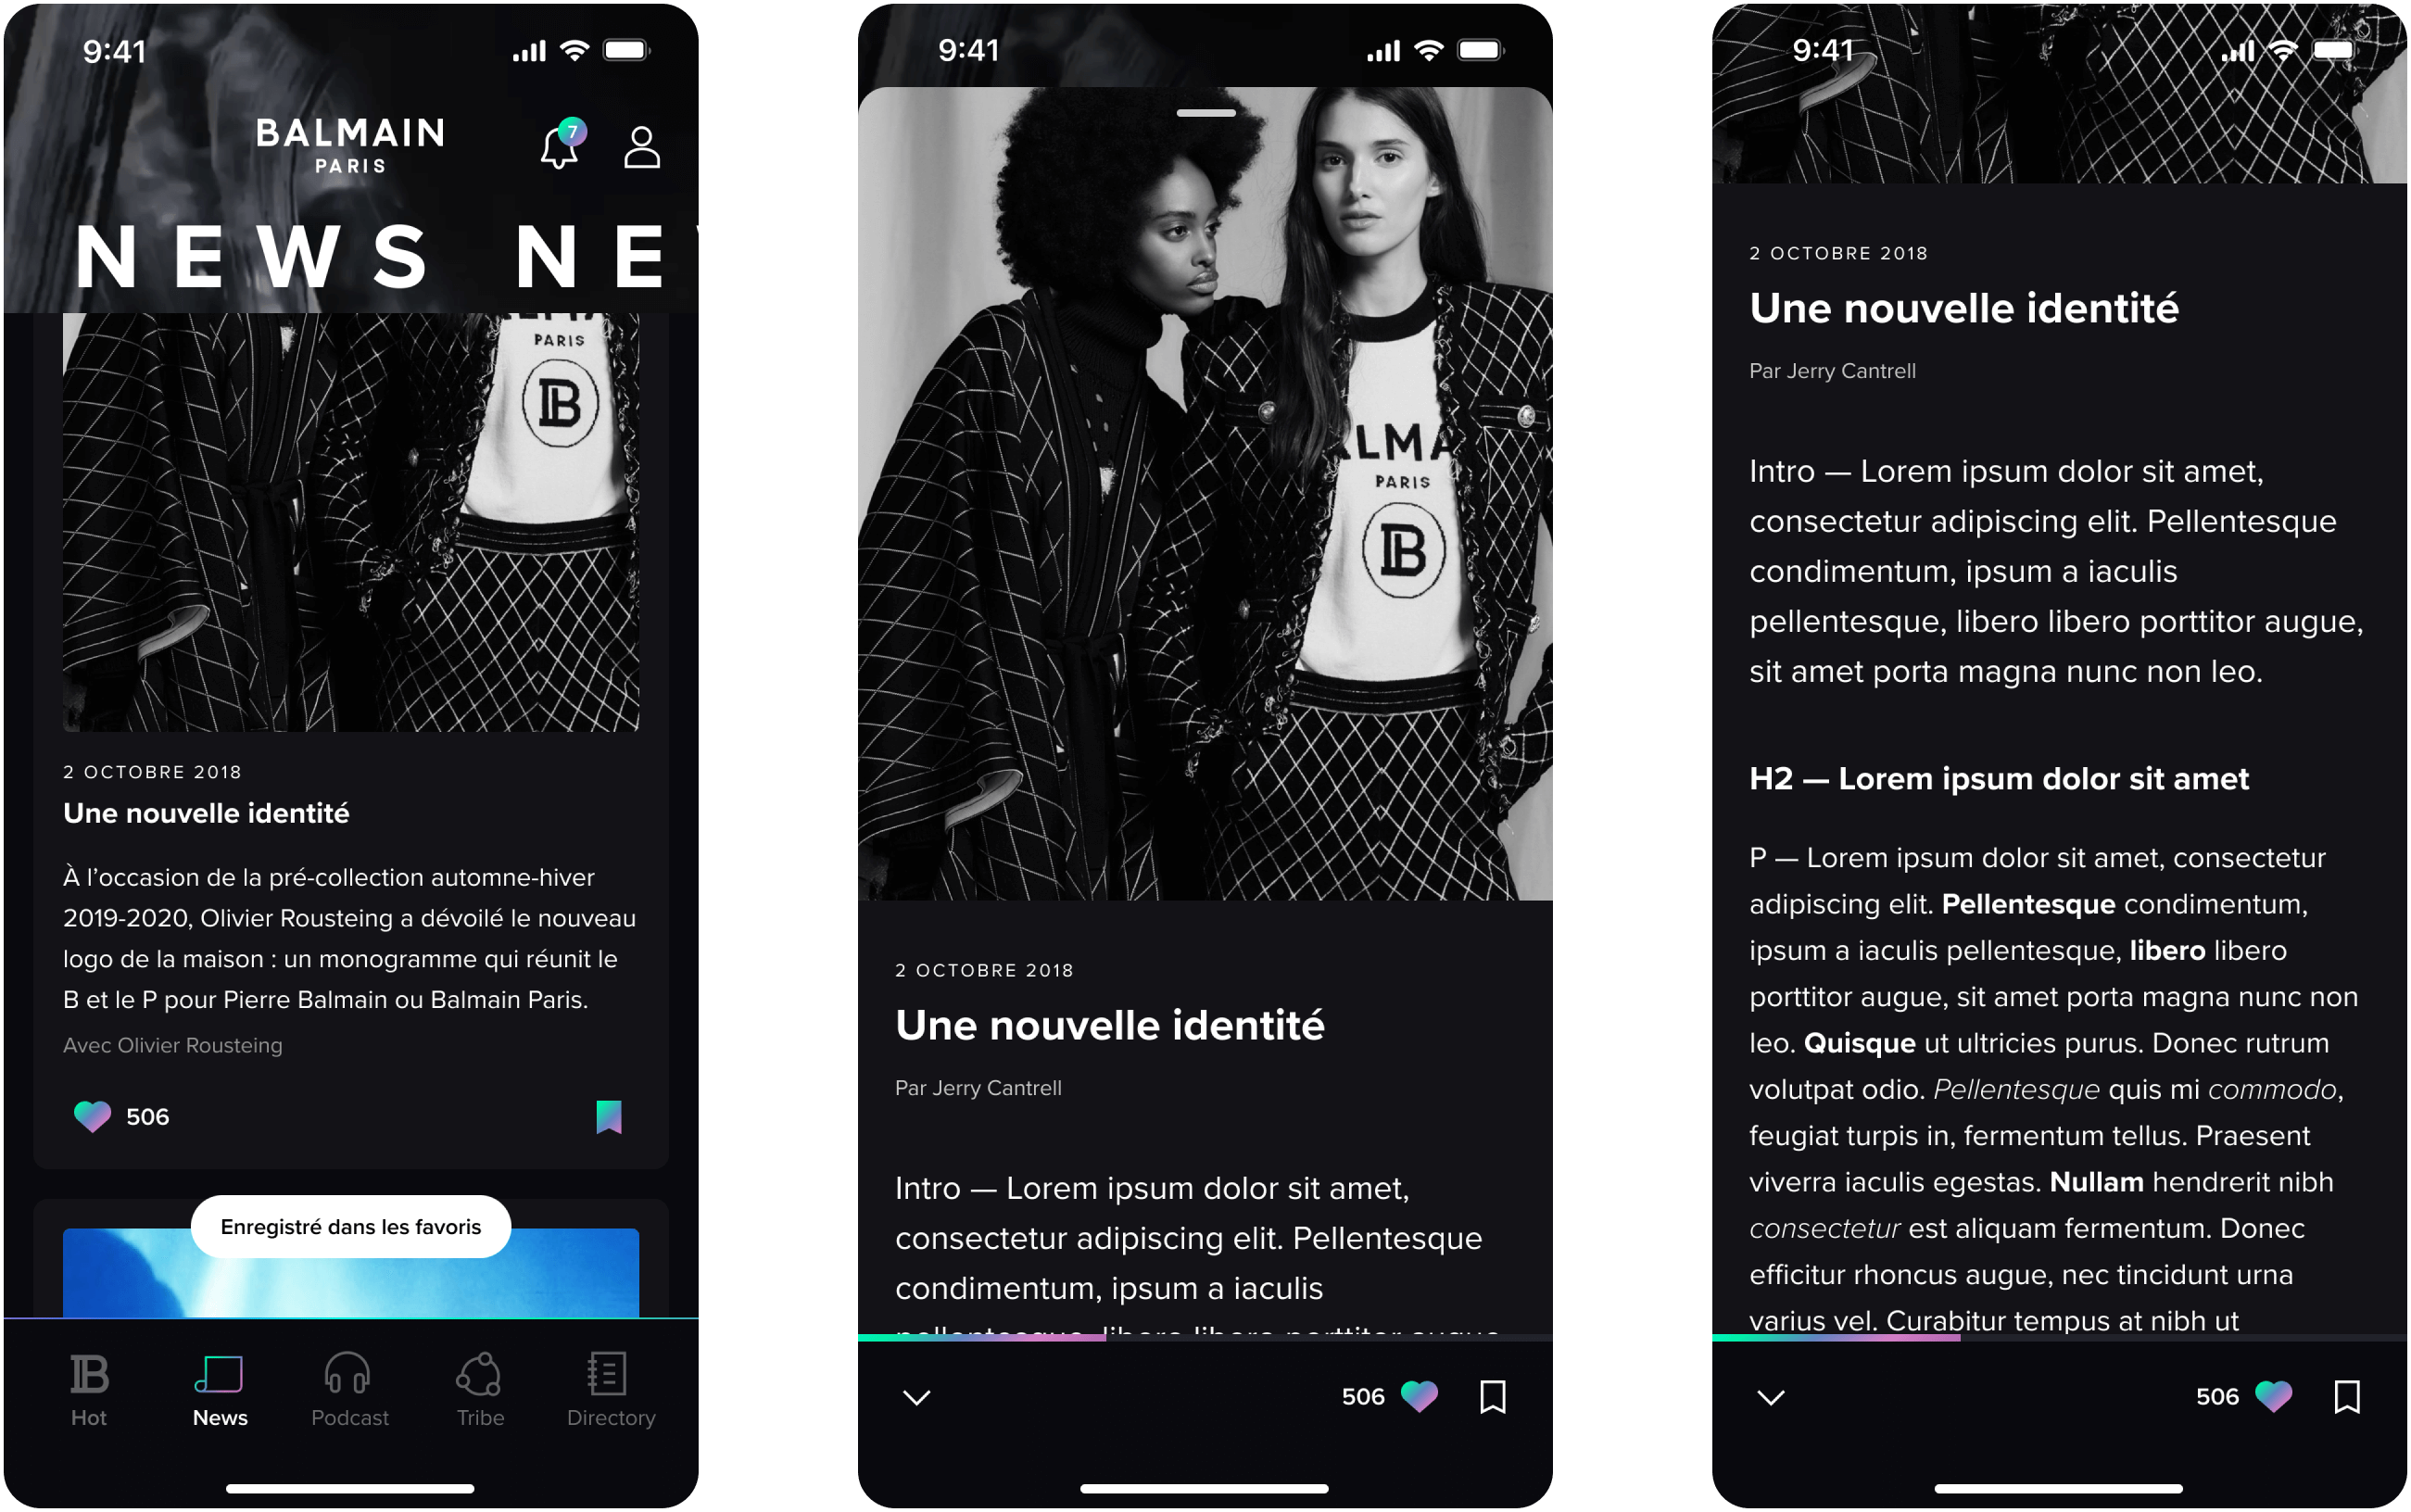 9:41
BALMAIN
PARIS
7
NEWS NE
PARIS
B
2 OCTOBRE 2018
Une nouvelle identité
À l’occasion de la pré-collection automne-hiver
2019-2020, Olivier Rousteing a dévoilé le nouveau
logo de la maison : un monogramme qui réunit le
B et le P pour Pierre Balmain ou Balmain Paris.
Avec Olivier Rousteing
506
Enregistré dans les favoris
B
Hot
News
Podcast
Tribe
Directory
9:41
ALMA
PARIS
B
2 OCTOBRE 2018
Une nouvelle identité
Par Jerry Cantrell
Intro — Lorem ipsum dolor sit amet,
consectetur adipiscing elit. Pellentesque
condimentum, ipsum a iaculis
pellentesque, libero libero porttitor augue,
506
9:41
2 OCTOBRE 2018
Une nouvelle identité
Par Jerry Cantrell
Intro — Lorem ipsum dolor sit amet,
consectetur adipiscing elit. Pellentesque
condimentum, ipsum a iaculis
pellentesque, libero libero porttitor augue,
sit amet porta magna nunc non leo.
H2 — Lorem ipsum dolor sit amet
P — Lorem ipsum dolor sit amet, consectetur
adipiscing elit. Pellentesque condimentum,
ipsum a iaculis pellentesque, libero libero
porttitor augue, sit amet porta magna nunc non
leo. Quisque ut ultricies purus. Donec rutrum
volutpat odio. Pellentesque quis mi commodo,
feugiat turpis in, fermentum tellus. Praesent
viverra iaculis egestas. Nullam hendrerit nibh
consectetur est aliquam fermentum. Donec
efficitur rhoncus augue, nec tincidunt urna
varius vel. Curabitur tempus at nibh ut
506